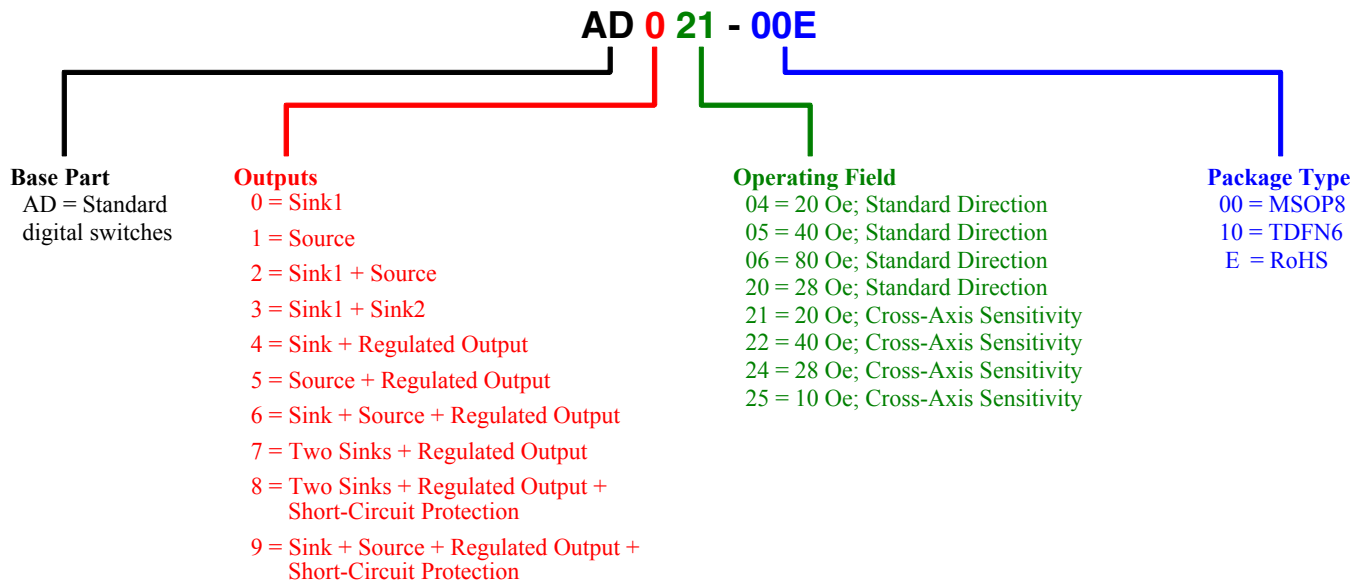 AD 0 21 - 00E
Base Part
AD = Standard
digital switches
Outputs
0 = Sink1
1 = Source
2 = Sink1 + Source
3 = Sink1 + Sink2
4 = Sink + Regulated Output
5 = Source + Regulated Output
6 = Sink + Source + Regulated Output
7 = Two Sinks + Regulated Output
8 = Two Sinks + Regulated Output +
Short-Circuit Protection
9 = Sink + Source + Regulated Output +
Short-Circuit Protection
Operating Field
04 = 20 Oe; Standard Direction
05 = 40 Oe; Standard Direction
06 = 80 Oe; Standard Direction
20 = 28 Oe; Standard Direction
21 = 20 Oe; Cross-Axis Sensitivity
22 = 40 Oe; Cross-Axis Sensitivity
24 = 28 Oe; Cross-Axis Sensitivity
25 = 10 Oe; Cross-Axis Sensitivity
Package Type
00 = MSOP8
10 = TDFN6
E = RoHS